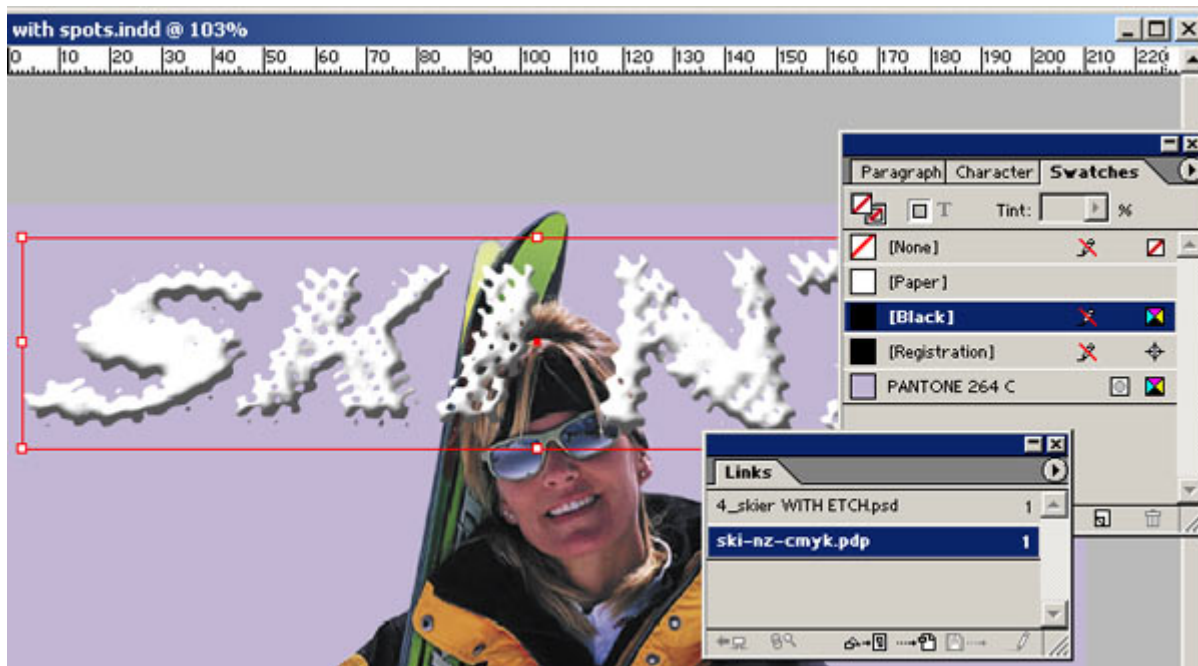 with spots.indd @ 103%
0 10 20 30 40 50 60 70 80 90 100 110 120 130 140 150 160 170 180 190 200 210 220
Paragraph Character Swatches
T Tint: %
[None]
[Paper]
[Black]
[Registration]
PANTONE 264 C
SKI N
Links
4_skier WITH ETCH.psd 1
ski-nz-cmyk.pdp 1